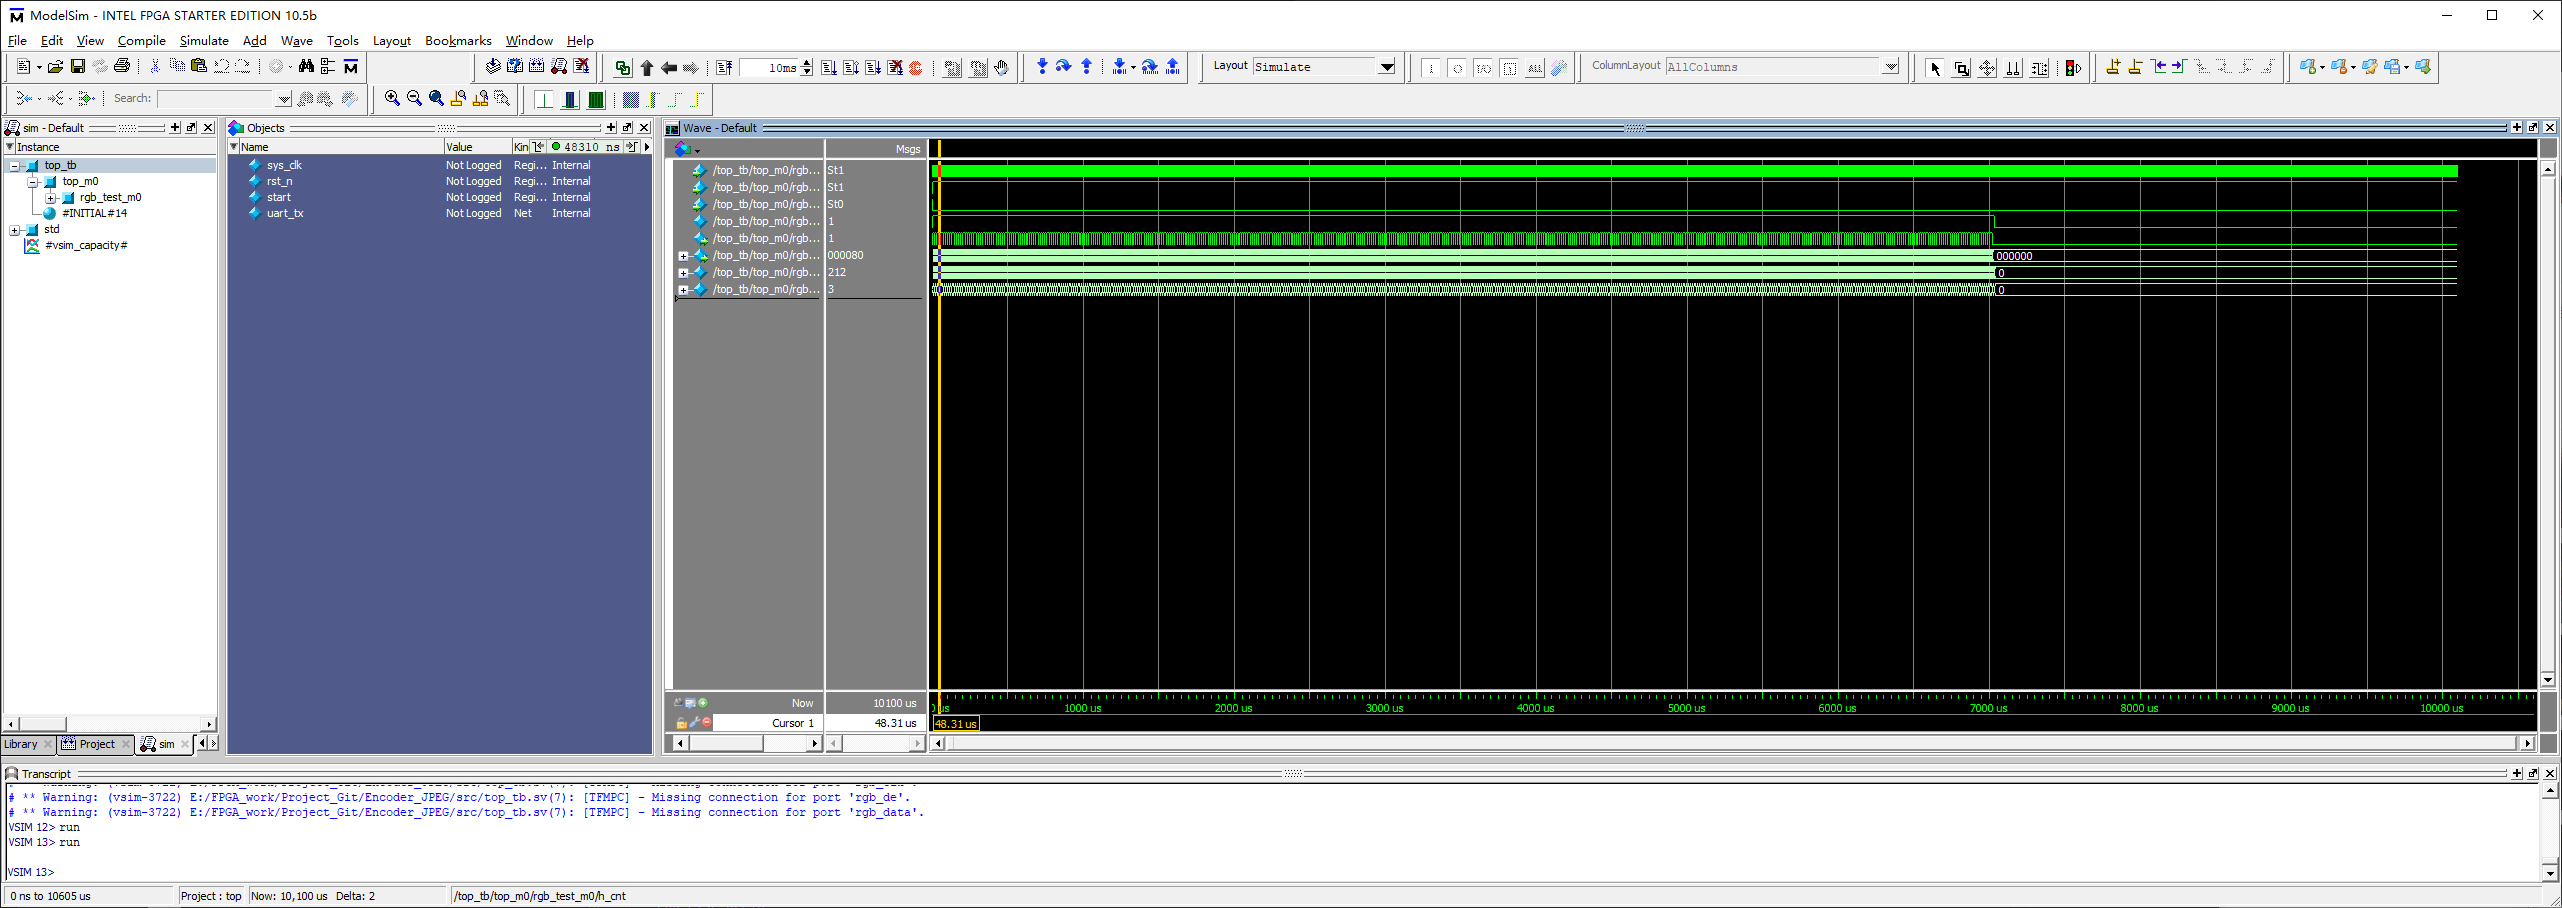 ModelSim - INTEL FPGA STARTER EDITION 10.5b
File Edit View Compile Simulate Add Wave Tools Layout Bookmarks Window Help
10ms
Layout Simulate
ColumnLayout AllColumns
Search:
sim - Default
Instance
top_tb
top_m0
rgb_test_m0
#INITIAL#14
std
#vsim_capacity#
Library
Project
sim
Objects
Name Value Kin 48310 ns
sys_clk Not Logged Regi... Internal
rst_n Not Logged Regi... Internal
start Not Logged Regi... Internal
uart_tx Not Logged Net Internal
Wave - Default
Msgs
/top_tb/top_m0/rgb... St1
/top_tb/top_m0/rgb... St1
/top_tb/top_m0/rgb... St0
/top_tb/top_m0/rgb... 1
/top_tb/top_m0/rgb... 1
/top_tb/top_m0/rgb... 000080 000000
/top_tb/top_m0/rgb... 212 0
/top_tb/top_m0/rgb... 3 0
Now 10100 us
us 1000 us 2000 us 3000 us 4000 us 5000 us 6000 us 7000 us 8000 us 9000 us 10000 us
Cursor 1 48.31 us
48.31 us
Transcript
# ** Warning: (vsim-3722) E:/FPGA_work/Project_Git/Encoder_JPEG/src/top_tb.sv(7): [TFMPC] - Missing connection for port 'rgb_de'.
# ** Warning: (vsim-3722) E:/FPGA_work/Project_Git/Encoder_JPEG/src/top_tb.sv(7): [TFMPC] - Missing connection for port 'rgb_data'.
VSIM 12> run
VSIM 13> run
VSIM 13>
0 ns to 10605 us Project : top Now: 10,100 us Delta: 2 /top_tb/top_m0/rgb_test_m0/h_cnt